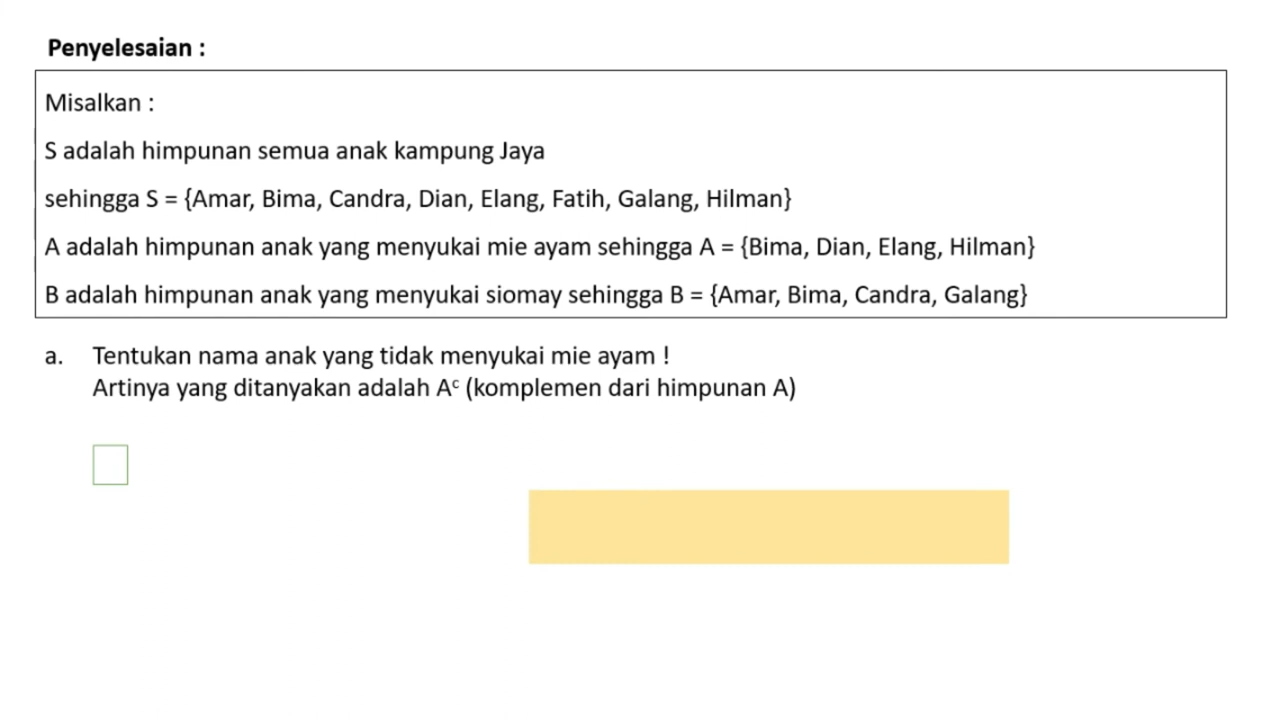 Penyelesaian :
Misalkan :
S adalah himpunan semua anak kampung Jaya
sehingga S = {Amar, Bima, Candra, Dian, Elang, Fatih, Galang, Hilman}
A adalah himpunan anak yang menyukai mie ayam sehingga A = {Bima, Dian, Elang, Hilman}
B adalah himpunan anak yang menyukai siomay sehingga B = {Amar, Bima, Candra, Galang}
a. Tentukan nama anak yang tidak menyukai mie ayam !
Artinya yang ditanyakan adalah Aᶜ (komplemen dari himpunan A)